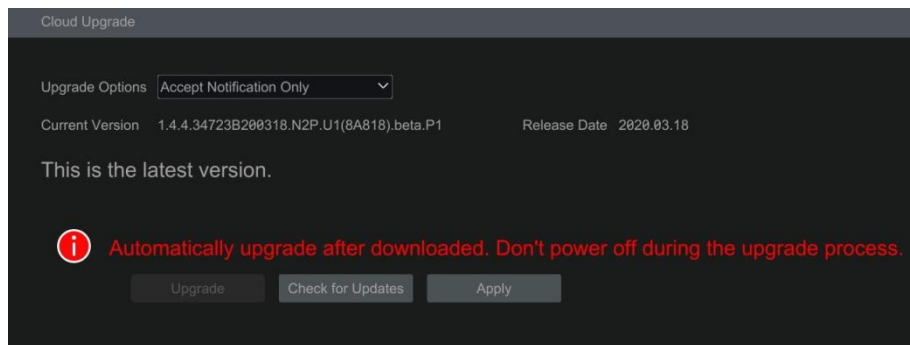 Cloud Upgrade
Upgrade Options Accept Notification Only
Current Version 1.4.4.34723B200318.N2P.U1(8A818).beta.P1 Release Date 2020.03.18
This is the latest version.
Automatically upgrade after downloaded. Don't power off during the upgrade process.
Upgrade Check for Updates Apply